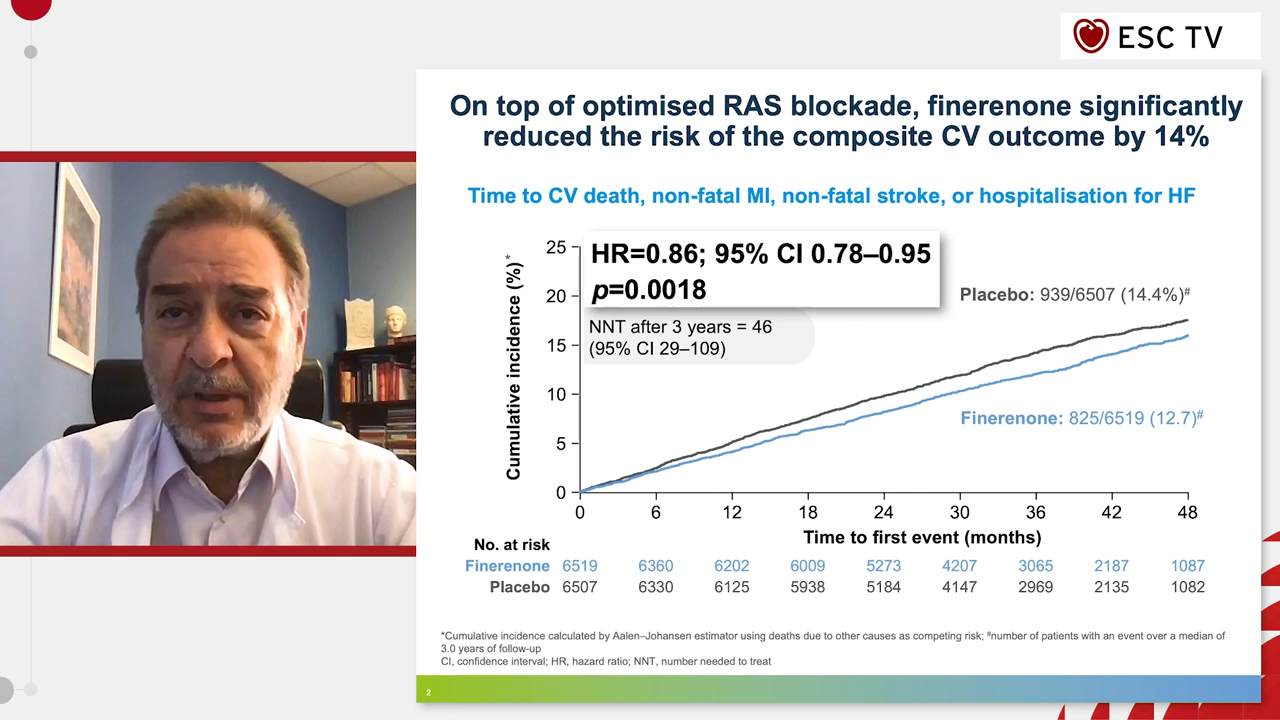 ESC TV
On top of optimised RAS blockade, finerenone significantly
reduced the risk of the composite CV outcome by 14%
Time to CV death, non-fatal MI, non-fatal stroke, or hospitalisation for HF
HR=0.86; 95% CI 0.78–0.95
p=0.0018
NNT after 3 years = 46
(95% CI 29–109)
Placebo: 939/6507 (14.4%)#
Finerenone: 825/6519 (12.7)#
Cumulative incidence (%)*
25
20
15
10
5
0
0 6 12 18 24 30 36 42 48
Time to first event (months)
No. at risk
Finerenone 6519 6360 6202 6009 5273 4207 3065 2187 1087
Placebo 6507 6330 6125 5938 5184 4147 2969 2135 1082
*Cumulative incidence calculated by Aalen–Johansen estimator using deaths due to other causes as competing risk; #number of patients with an event over a median of
3.0 years of follow-up
CI, confidence interval; HR, hazard ratio; NNT, number needed to treat
2